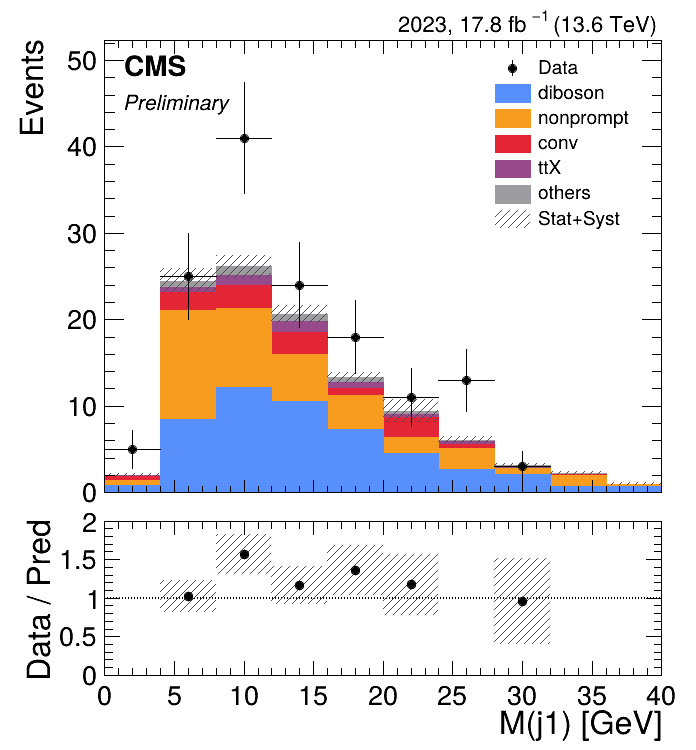 2023, 17.8 fb⁻¹ (13.6 TeV)
CMS
Preliminary
Events
50
40
30
20
10
0
Data
diboson
nonprompt
conv
ttX
others
Stat+Syst
Data / Pred
2
1.5
1
0.5
0
0 5 10 15 20 25 30 35 40
M(j1) [GeV]